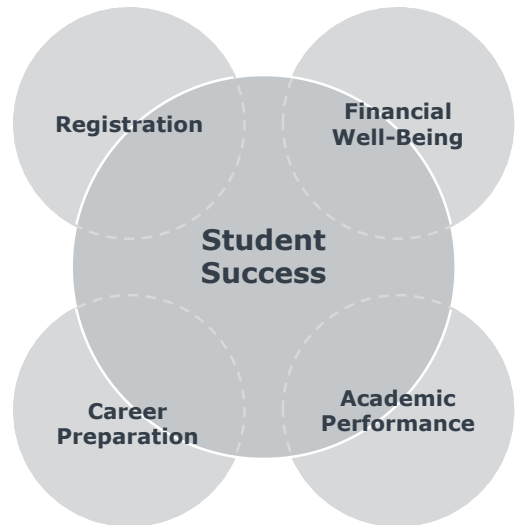 Registration
Financial
Well-Being
Student
Success
Career
Preparation
Academic
Performance